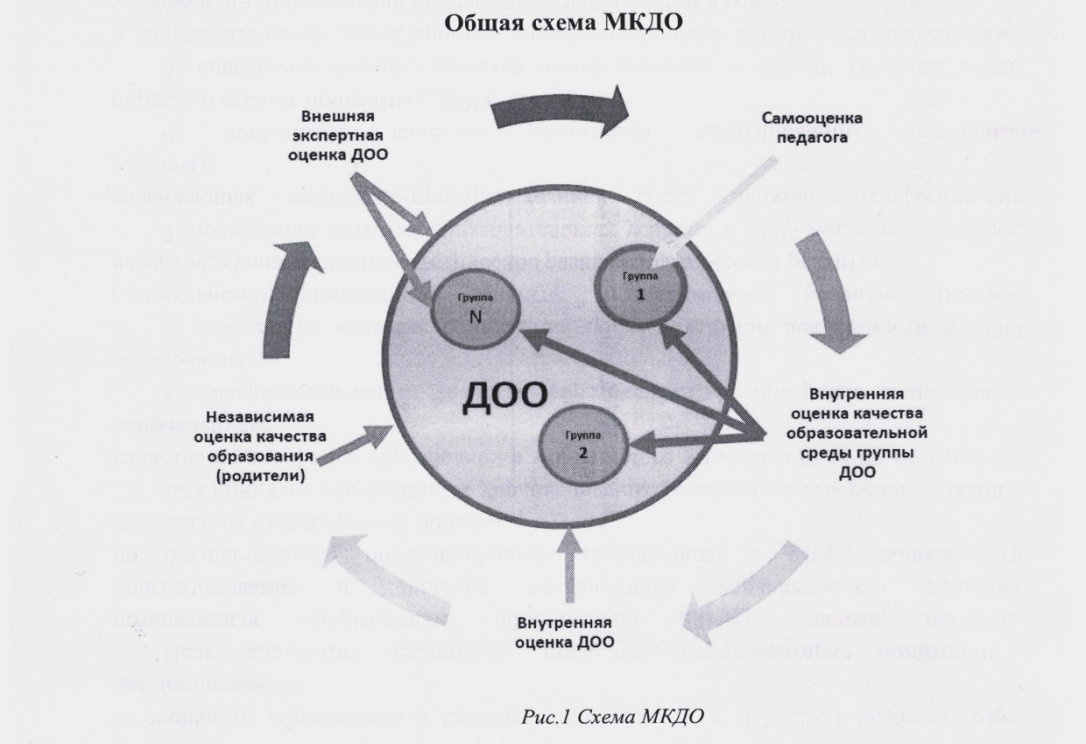 Общая схема МКДО
Внешняя
экспертная
оценка ДОО
Самооценка
педагога
Группа
1
Группа
N
ДОО
Группа
2
Независимая
оценка качества
образования
(родители)
Внутренняя
оценка качества
образовательной
среды группы
ДОО
Внутренняя
оценка ДОО
Рис.1 Схема МКДО